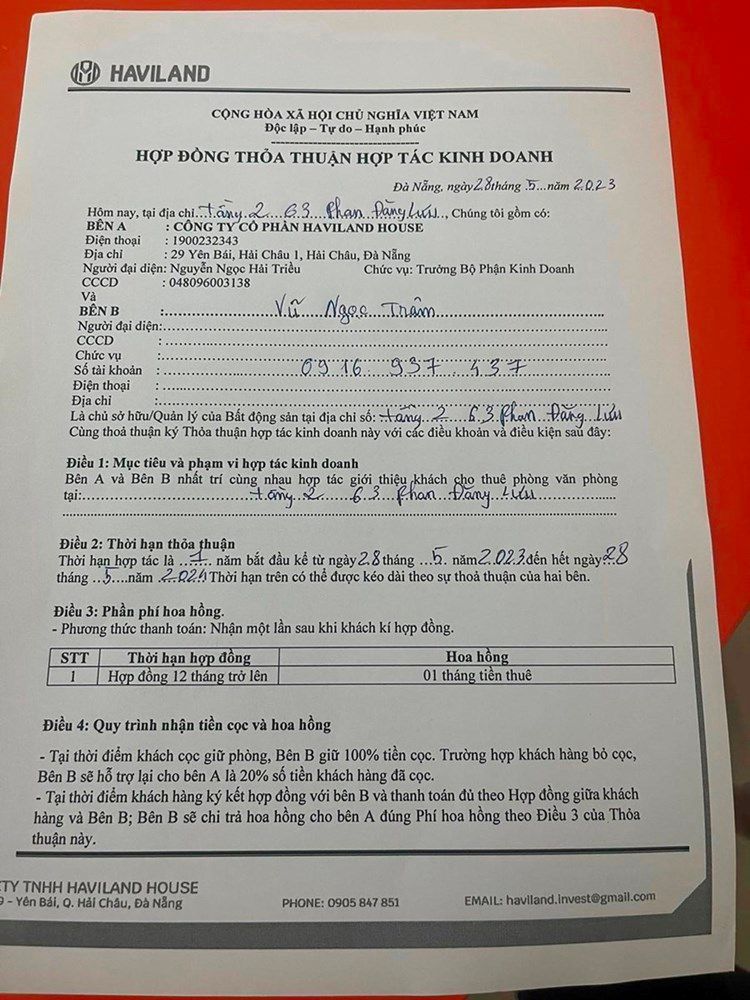 HAVILAND
CỘNG HÒA XÃ HỘI CHỦ NGHĨA VIỆT NAM
Độc lập – Tự do – Hạnh phúc
HỢP ĐỒNG THỎA THUẬN HỢP TÁC KINH DOANH
Đà Nẵng, ngày 28 tháng 5 năm 2023
Hôm nay, tại địa chỉ: tầng 2 63 Phan Đăng Lưu, Chúng tôi gồm có:
BÊN A : CÔNG TY CỔ PHẦN HAVILAND HOUSE
Điện thoại : 1900232343
Địa chỉ : 29 Yên Bái, Hải Châu 1, Hải Châu, Đà Nẵng
Người đại diện: Nguyễn Ngọc Hải Triều Chức vụ: Trưởng Bộ Phận Kinh Doanh
CCCD : 048096003138
Và
BÊN B : Vũ Ngọc Trâm
Người đại diện:
CCCD :
Chức vụ :
Số tài khoản : 0916 937 437
Điện thoại :
Địa chỉ :
Là chủ sở hữu/Quản lý của Bất động sản tại địa chỉ số: tầng 2 63 Phan Đăng Lưu
Cùng thoả thuận ký Thỏa thuận hợp tác kinh doanh này với các điều khoản và điều kiện sau đây:
Điều 1: Mục tiêu và phạm vi hợp tác kinh doanh
Bên A và Bên B nhất trí cùng nhau hợp tác giới thiệu khách cho thuê phòng văn phòng
tại: tầng 2 63 Phan Đăng Lưu
Điều 2: Thời hạn thỏa thuận
Thời hạn hợp tác là 1 năm bắt đầu kể từ ngày 28 tháng 5 năm 2023 đến hết ngày 28
tháng 5 năm 2024 Thời hạn trên có thể được kéo dài theo sự thoả thuận của hai bên.
Điều 3: Phần phí hoa hồng.
- Phương thức thanh toán: Nhận một lần sau khi khách kí hợp đồng.
STT Thời hạn hợp đồng Hoa hồng
1 Hợp đồng 12 tháng trở lên 01 tháng tiền thuê
Điều 4: Quy trình nhận tiền cọc và hoa hồng
- Tại thời điểm khách cọc giữ phòng, Bên B giữ 100% tiền cọc. Trường hợp khách hàng bỏ cọc,
Bên B sẽ hỗ trợ lại cho bên A là 20% số tiền khách hàng đã cọc.
- Tại thời điểm khách hàng ký kết hợp đồng với bên B và thanh toán đủ theo Hợp đồng giữa khách
hàng và Bên B; Bên B sẽ chi trả hoa hồng cho bên A đúng Phí hoa hồng theo Điều 3 của Thỏa
thuận này.
TY TNHH HAVILAND HOUSE
9 - Yên Bái, Q. Hải Châu, Đà Nẵng PHONE: 0905 847 851 EMAIL: haviland.invest@gmail.com